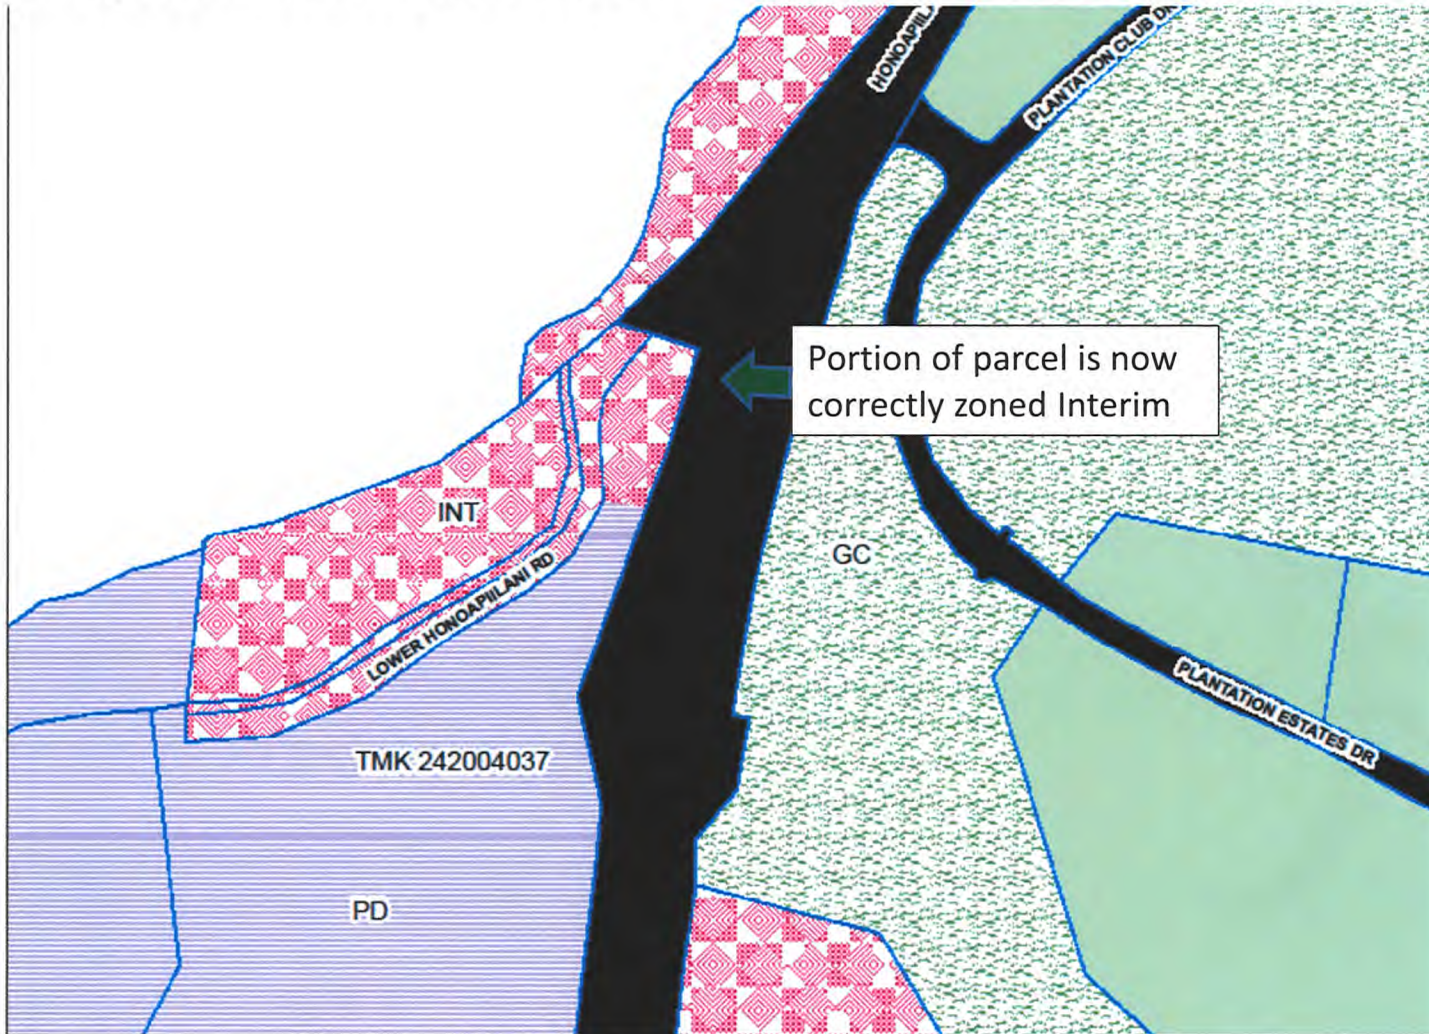 HONOAPIILA
PLANTATION CLUB DR
Portion of parcel is now
correctly zoned Interim
INT
GC
LOWER HONOAPIILANI RD
PLANTATION ESTATES DR
TMK 242004037
PD